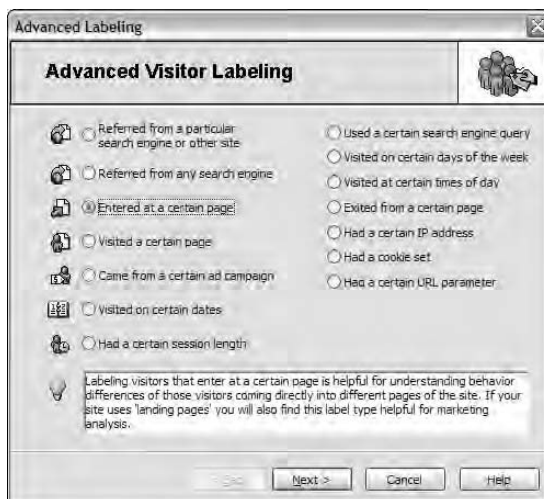 Advanced Labeling
Advanced Visitor Labeling
Referred from a particular
search engine or other site
Referred from any search engine
Entered at a certain page
Visited a certain page
Came from a certain ad campaign
Visited on certain dates
Had a certain session length
Used a certain search engine query
Visited on certain days of the week
Visited at certain times of day
Exited from a certain page
Had a certain IP address
Had a cookie set
Had a certain URL parameter
Labeling visitors that enter at a certain page is helpful for understanding behavior
differences of those visitors coming directly into different pages of the site. If your
site uses 'landing pages' you will also find this label type helpful for marketing
analysis.
Next >
Cancel
Help